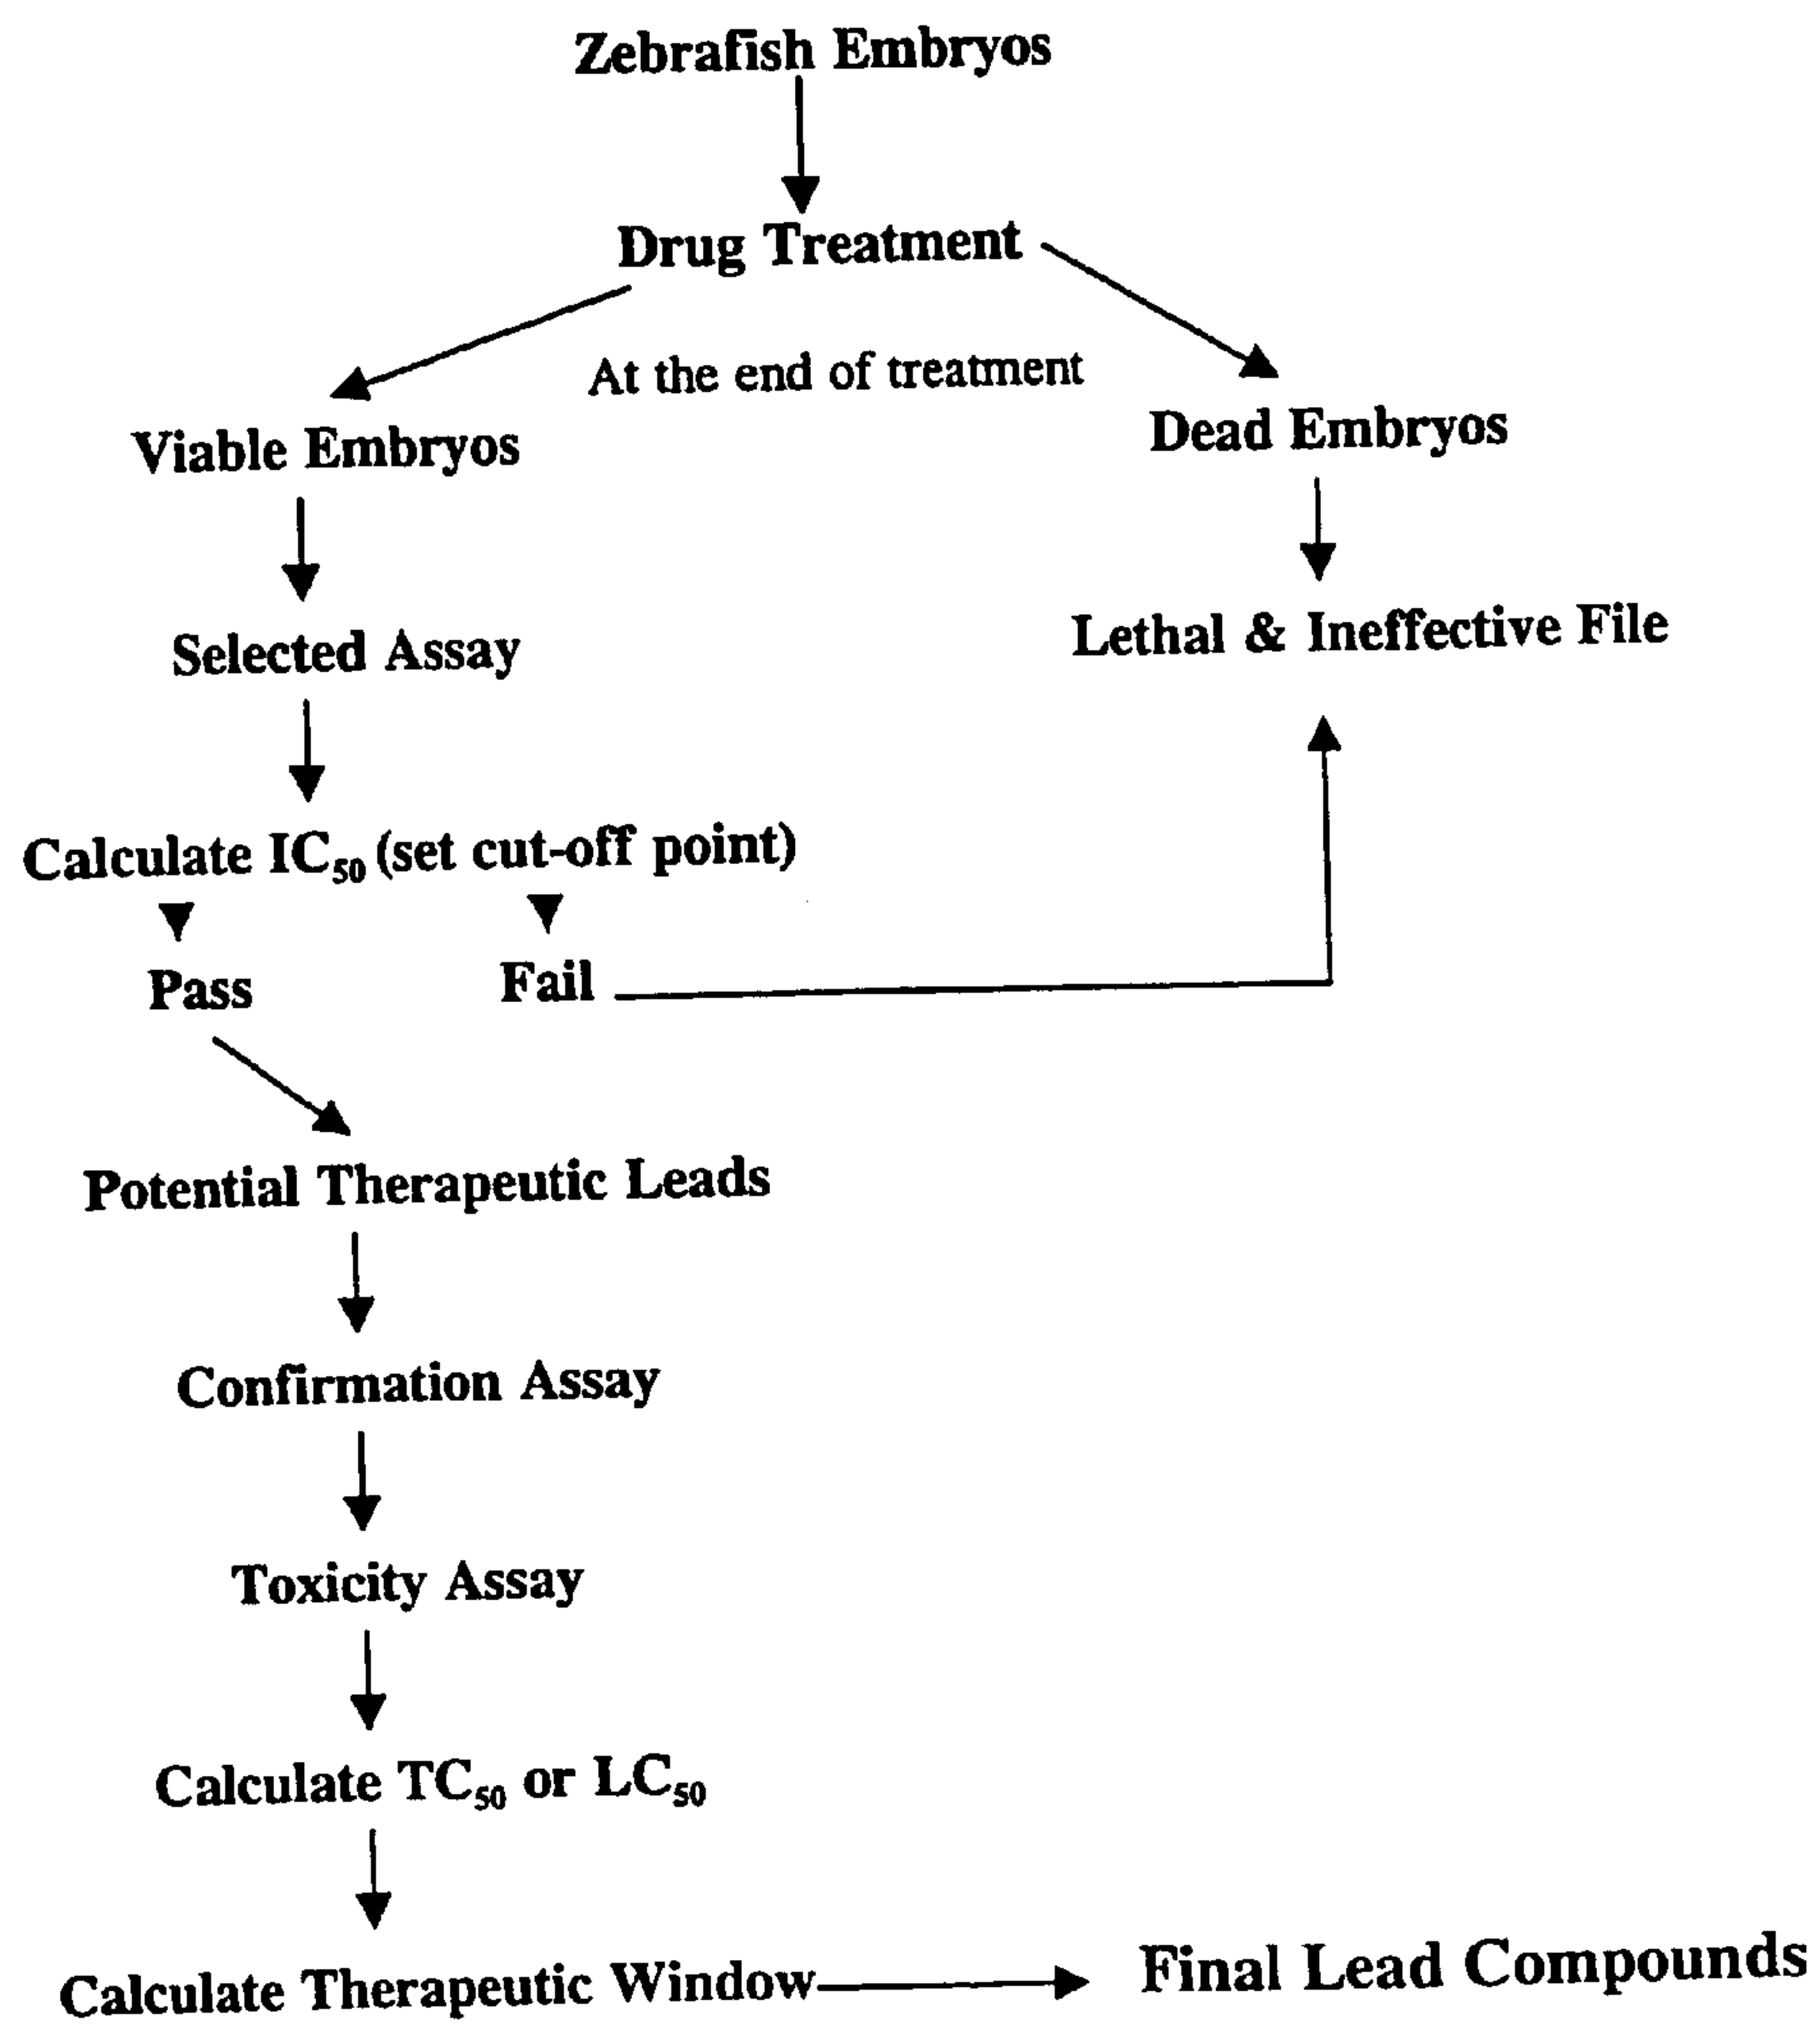 Zebrafish Embryos
Drug Treatment
At the end of treatment
Viable Embryos
Dead Embryos
Selected Assay
Lethal & Ineffective File
Calculate IC₅₀ (set cut-off point)
Pass
Fail
Potential Therapeutic Leads
Confirmation Assay
Toxicity Assay
Calculate TC₅₀ or LC₅₀
Calculate Therapeutic Window
Final Lead Compounds